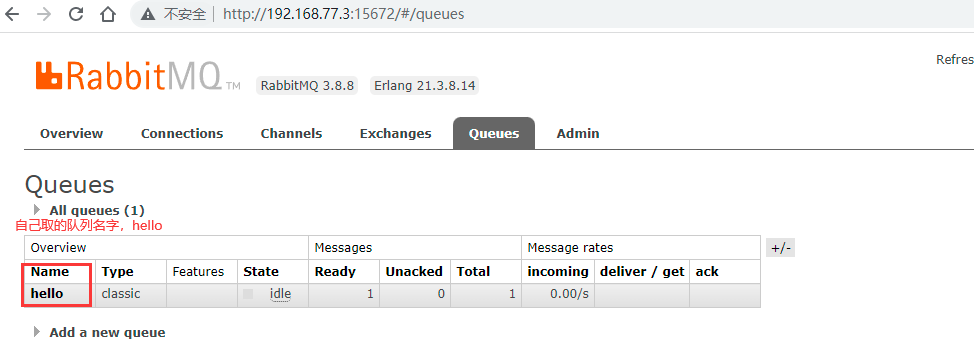 不安全 | http://192.168.77.3:15672/#/queues
Refres
RabbitMQ TM RabbitMQ 3.8.8 Erlang 21.3.8.14
Overview Connections Channels Exchanges Queues Admin
Queues
All queues (1)
自己取的队列名字，hello
Overview Messages Message rates +/-
Name Type Features State Ready Unacked Total incoming deliver / get ack
hello classic idle 1 0 1 0.00/s
Add a new queue